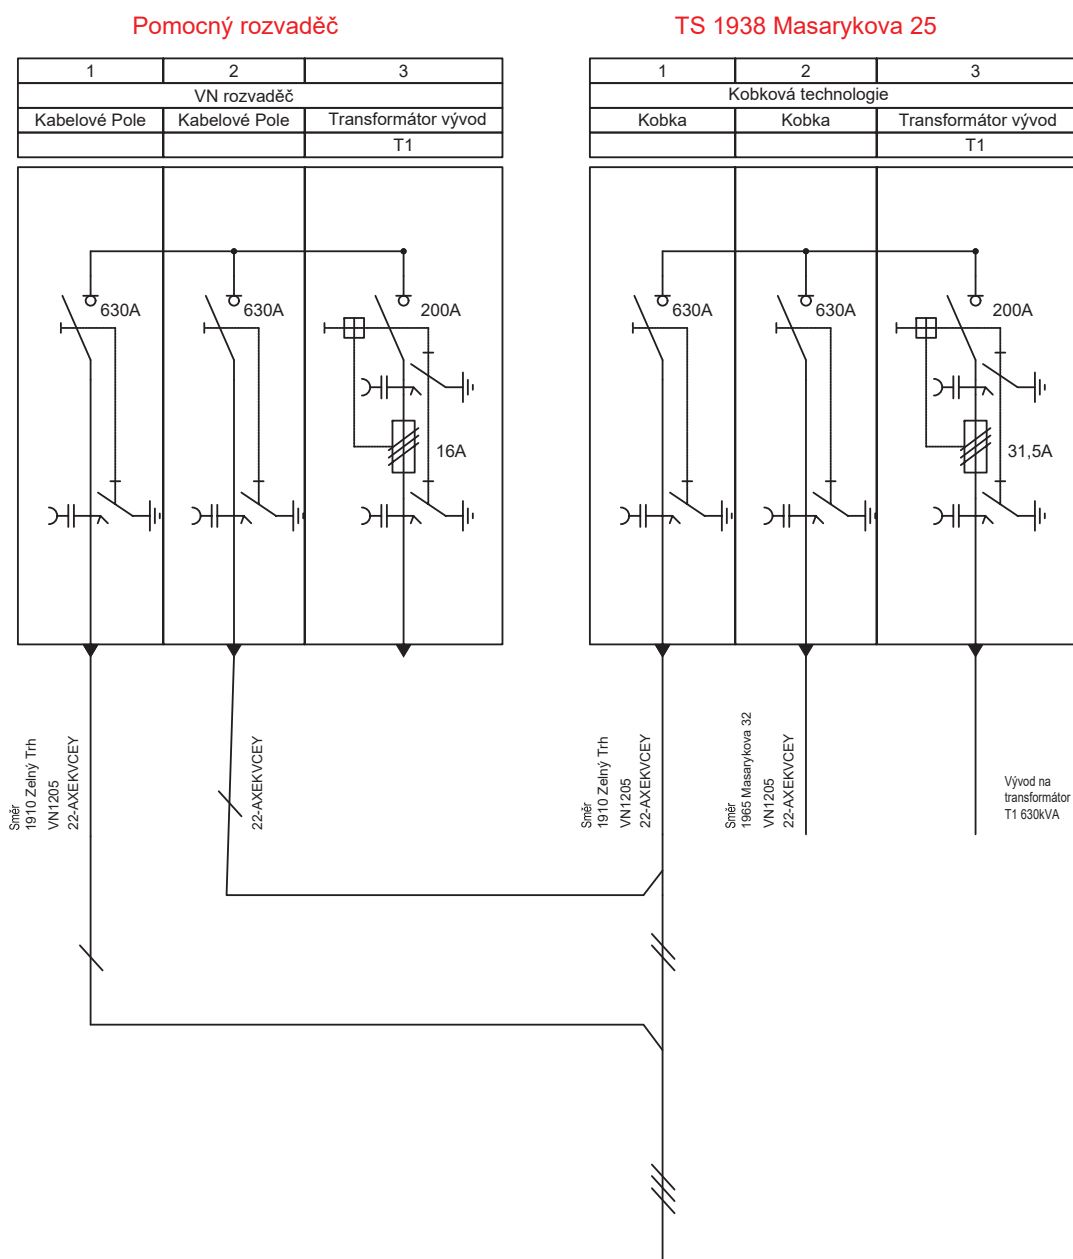 Pomocný rozvaděč
1
2
3
VN rozvaděč
Kabelové Pole
Kabelové Pole
Transformátor vývod
T1
630A
630A
200A
16A
Směr
1910 Zelný Trh
VN1205
22-AXEKVCEY
22-AXEKVCEY
TS 1938 Masarykova 25
1
2
3
Kobková technologie
Kobka
Kobka
Transformátor vývod
T1
630A
630A
200A
31,5A
Směr
1910 Zelný Trh
VN1205
22-AXEKVCEY
Směr
1965 Masarykova 32
VN1205
22-AXEKVCEY
Vývod na
transformátor
T1 630kVA